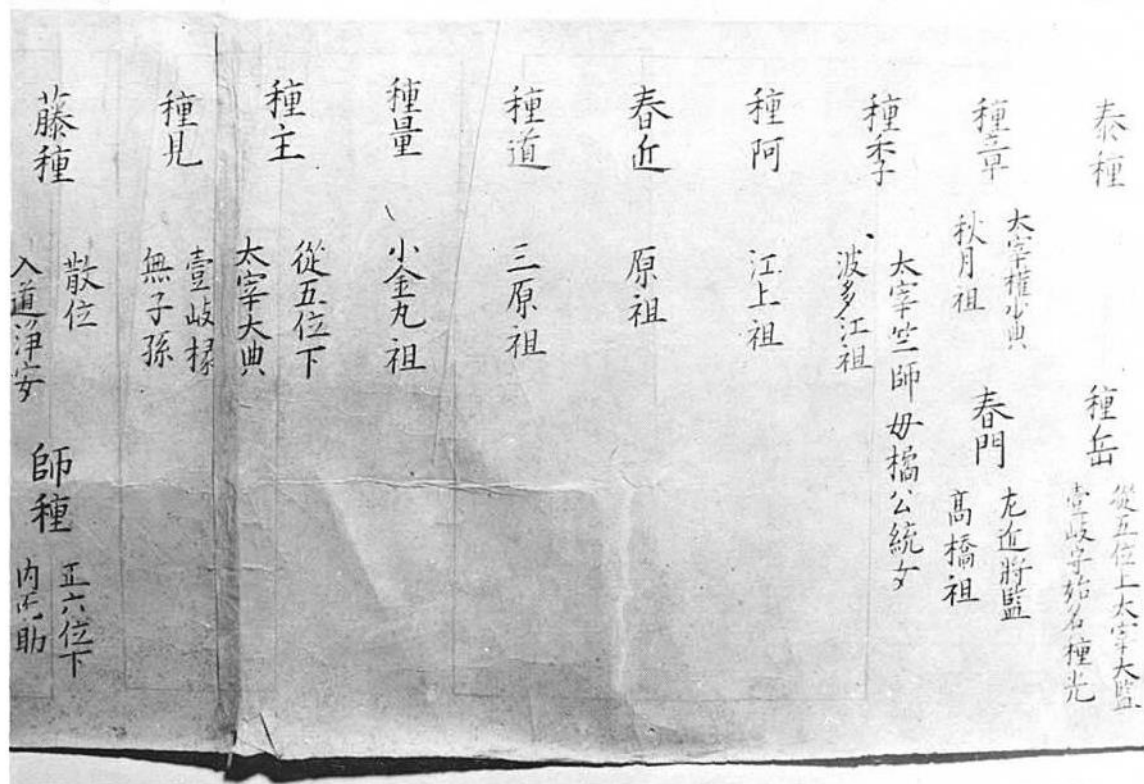 泰種
種岳
從五位上太宰大監
壹岐守始名種光
種章
太宰權少典
秋月祖
春門
左近將監
高橋祖
種季
太宰竺師母橘公統女
波多江祖
種阿
江上祖
春近
原祖
種道
三原祖
種量
小金丸祖
種主
從五位下
太宰大典
種見
壹岐掾
無子孫
藤種
散位
入道淨安
師種
正六位下
内匠助